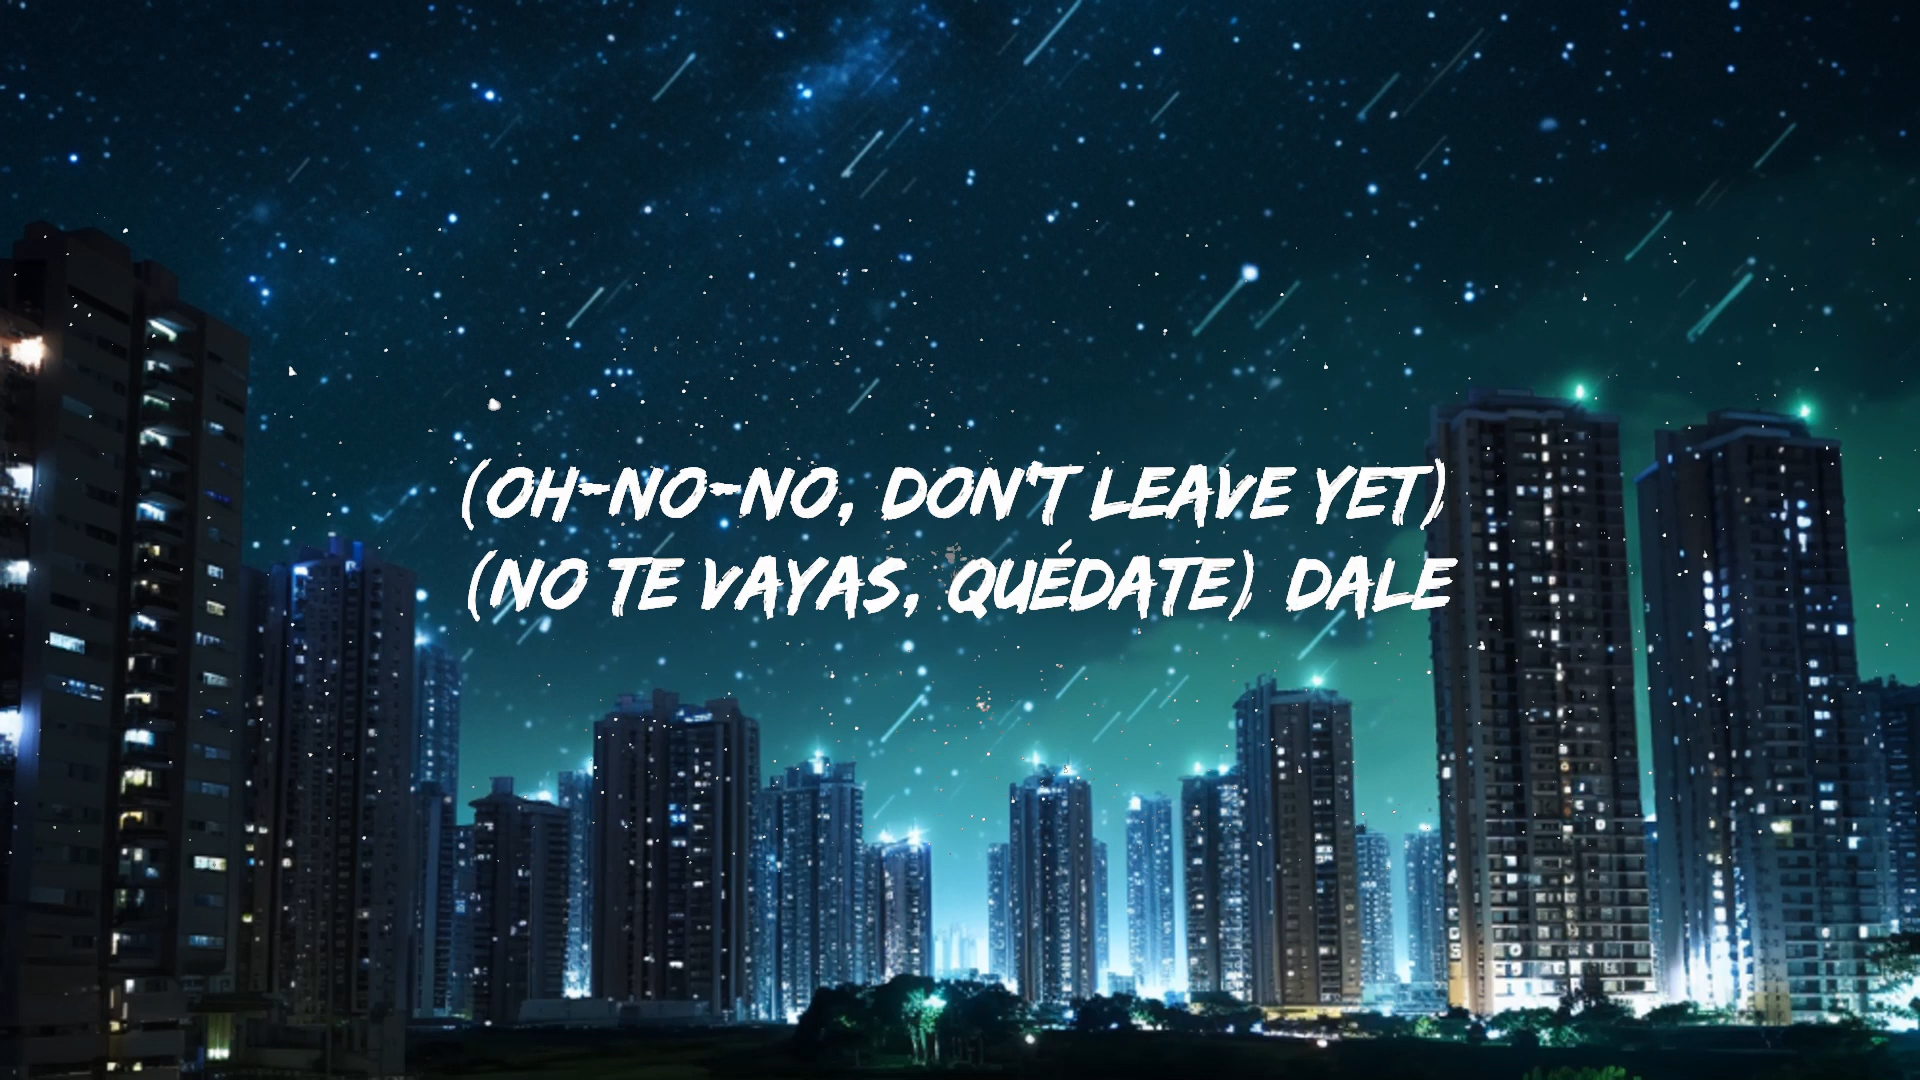 (OH-NO-NO, DON'T LEAVE YET)
(NO TE VAYAS, QUÉDATE) DALE